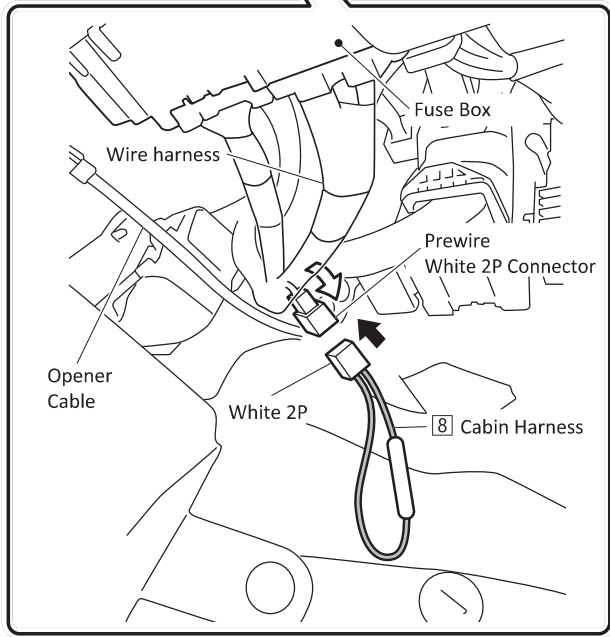 Fuse Box
Wire harness
Prewire
White 2P Connector
Opener
Cable
White 2P
8 Cabin Harness